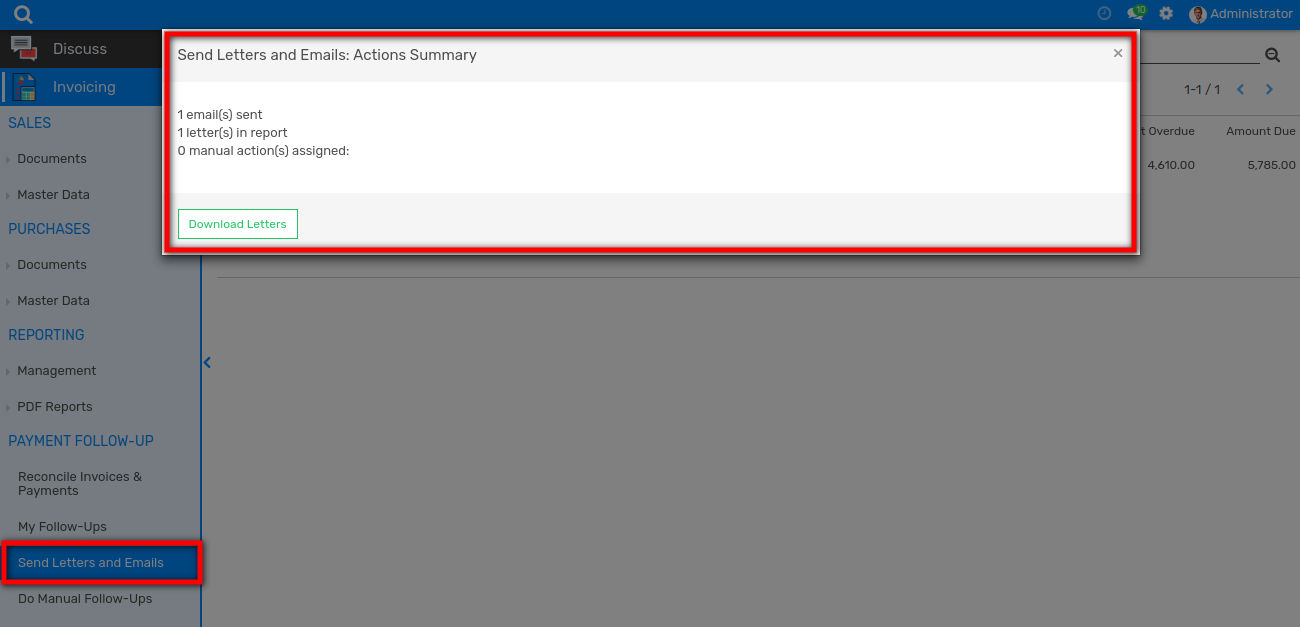 10
Administrator
Discuss
Invoicing
Send Letters and Emails: Actions Summary
×
1 email(s) sent
1 letter(s) in report
0 manual action(s) assigned:
Download Letters
1-1 / 1
t Overdue
Amount Due
4,610.00
5,785.00
SALES
Documents
Master Data
PURCHASES
Documents
Master Data
REPORTING
Management
PDF Reports
PAYMENT FOLLOW-UP
Reconcile Invoices &
Payments
My Follow-Ups
Send Letters and Emails
Do Manual Follow-Ups